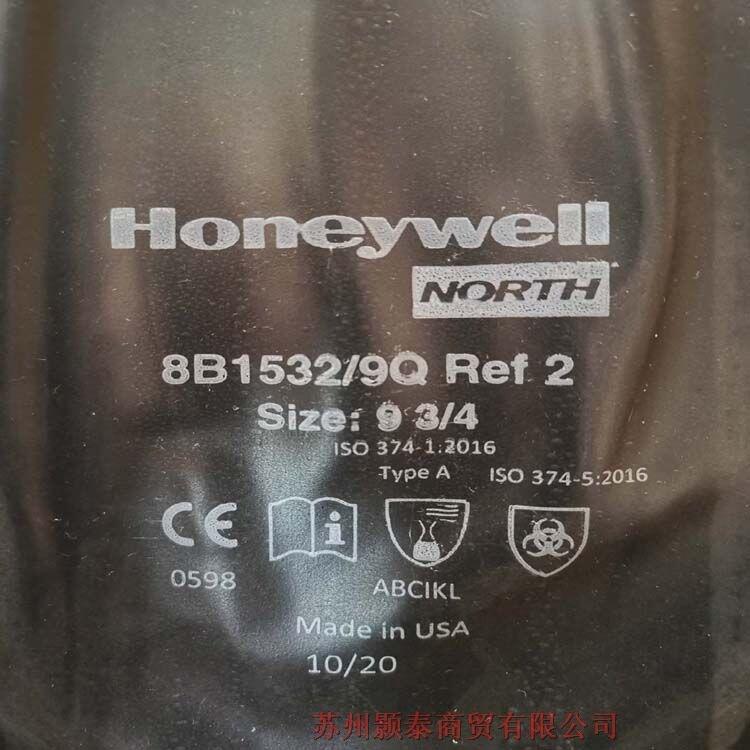 Honeywell
NORTH
8B1532/9Q Ref 2
Size: 9 3/4
ISO 374-1:2016
Type A
ISO 374-5:2016
CE
i
0598
ABCIKL
Made in USA
10/20
苏州颢泰商贸有限公司